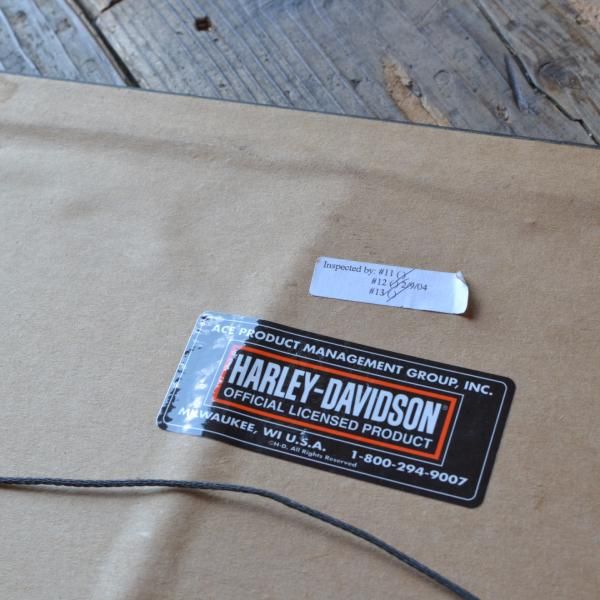 Inspected by: #11 ( )
#12 ( ) 2/9/04
#13 ( )
ACE PRODUCT MANAGEMENT GROUP, INC.
HARLEY-DAVIDSON®
OFFICIAL LICENSED PRODUCT
MILWAUKEE, WI U.S.A.
©H-D. All Rights Reserved
1-800-294-9007